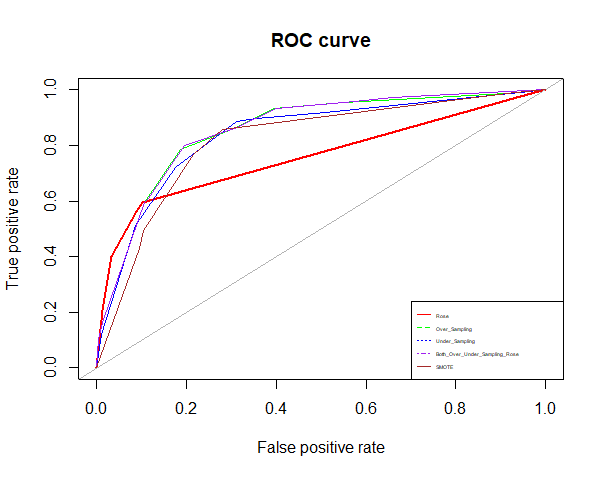 ROC curve
True positive rate
1.0
0.8
0.6
0.4
0.2
0.0
Rose
Over_Sampling
Under_Sampling
Both_Over_Under_Sampling_Rose
SMOTE
0.0 0.2 0.4 0.6 0.8 1.0
False positive rate